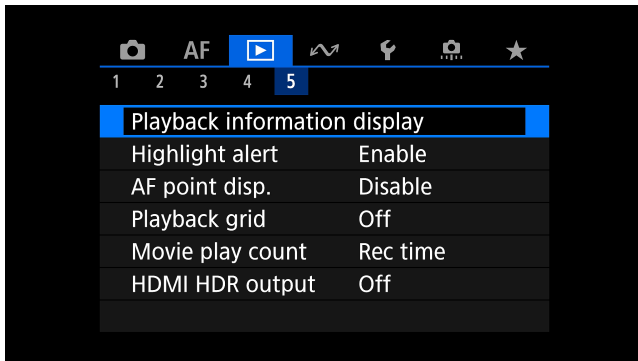 AF
1 2 3 4 5
Playback information display
Highlight alert Enable
AF point disp. Disable
Playback grid Off
Movie play count Rec time
HDMI HDR output Off